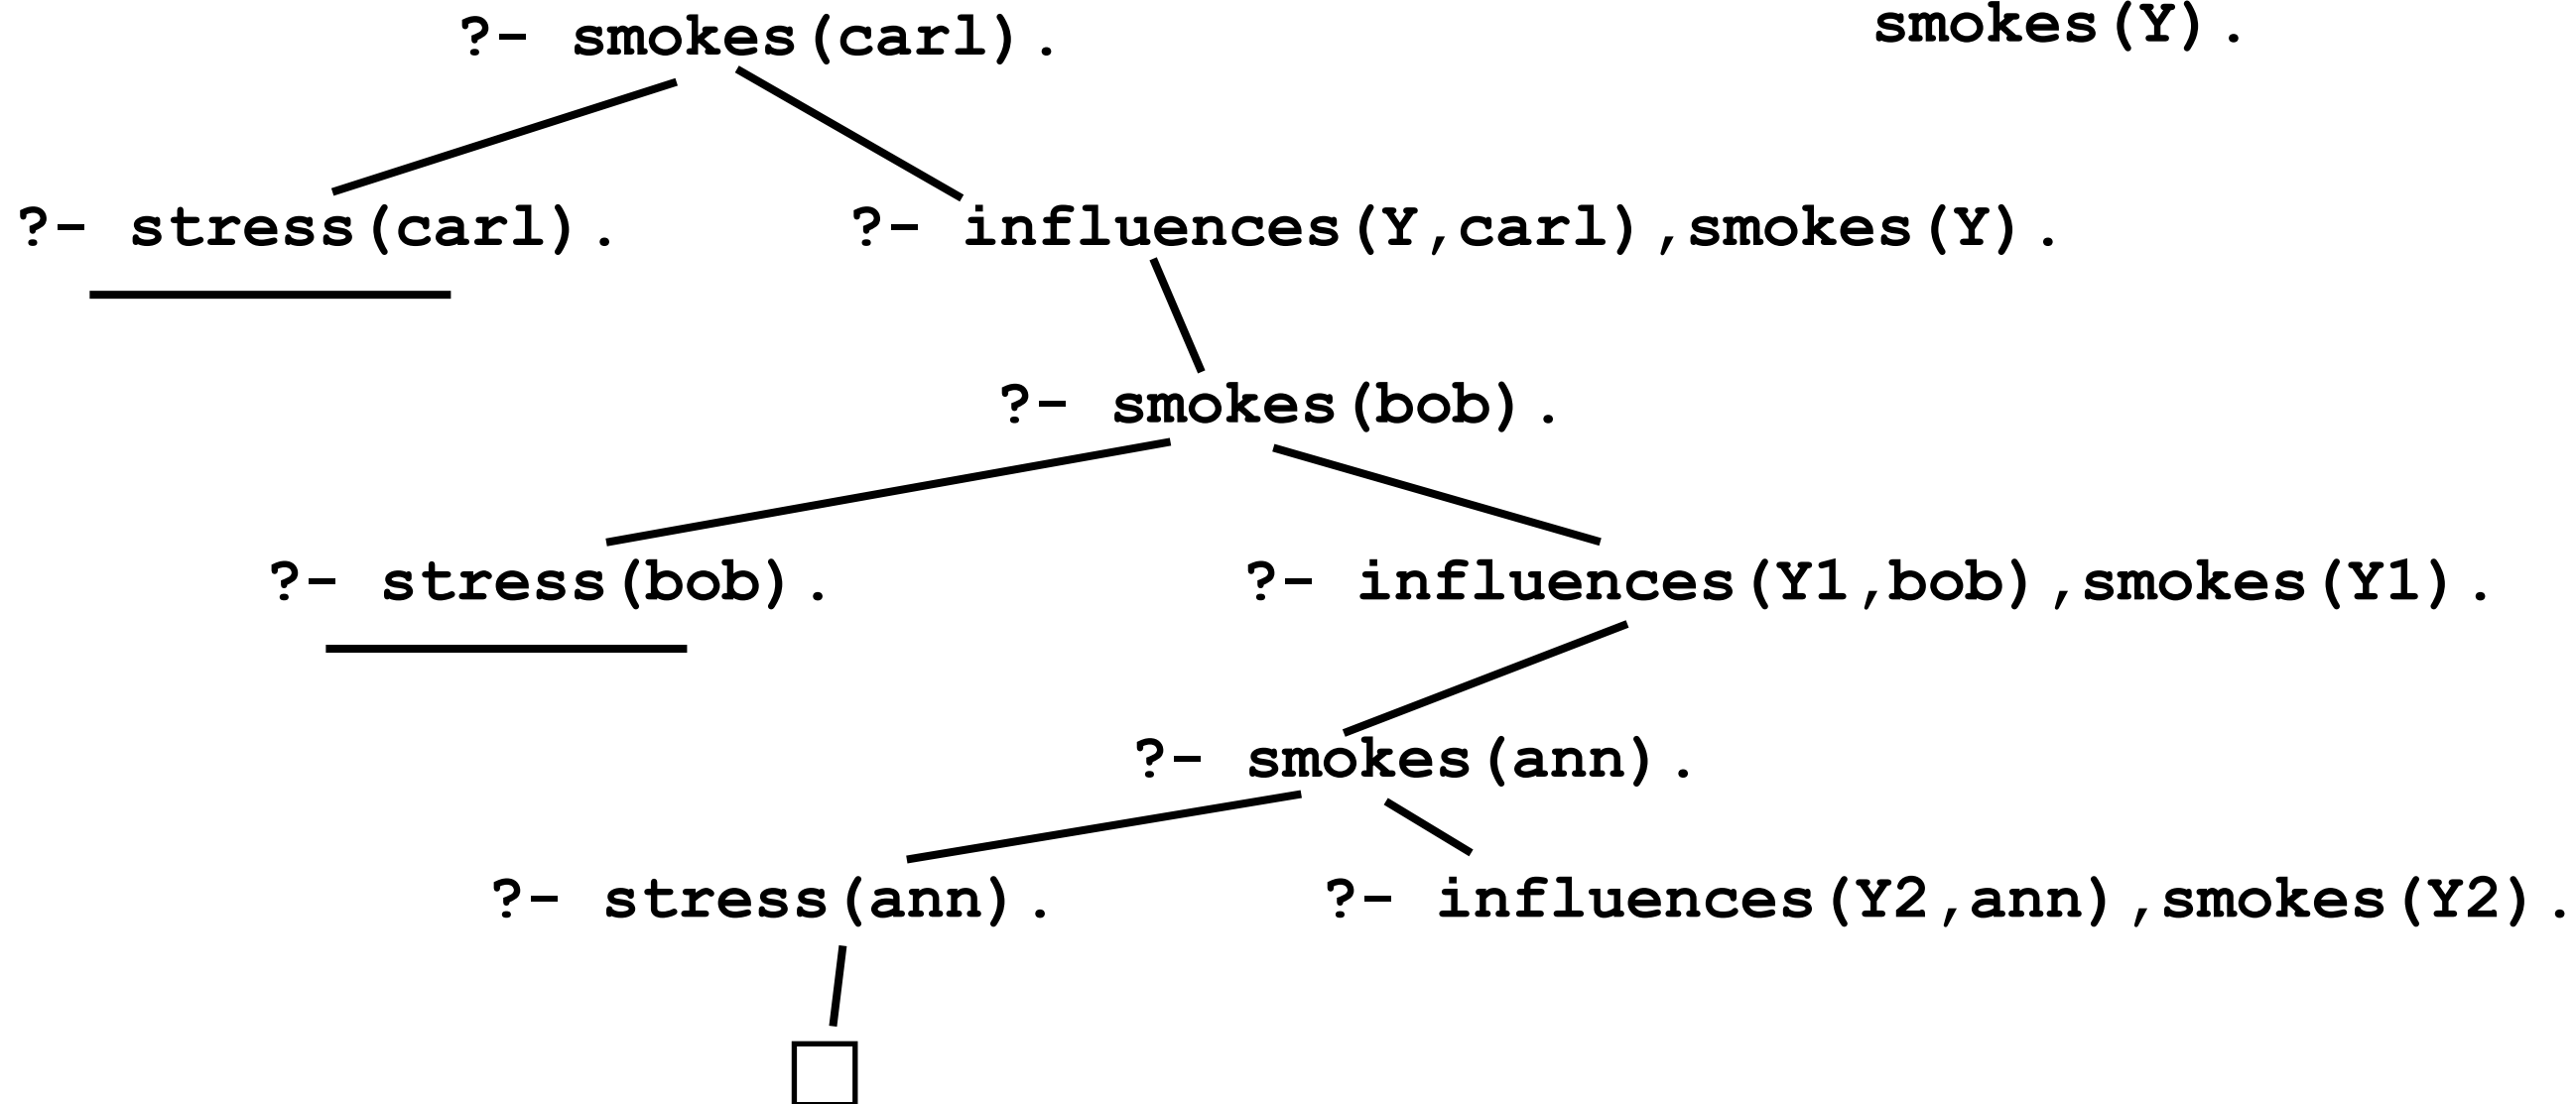 ?- smokes(carl).
smokes(Y).
?- stress(carl).
?- influences(Y,carl),smokes(Y).
?- smokes(bob).
?- stress(bob).
?- influences(Y1,bob),smokes(Y1).
?- smokes(ann).
?- stress(ann).
?- influences(Y2,ann),smokes(Y2).